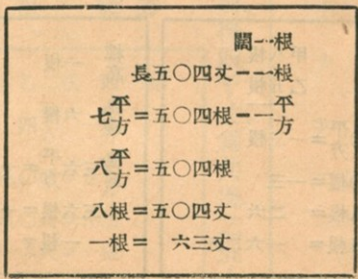 闊一根
長五〇四丈－一根
七平方＝五〇四根－一平方
八平方＝五〇四根
八根＝五〇四丈
一根＝ 六三丈